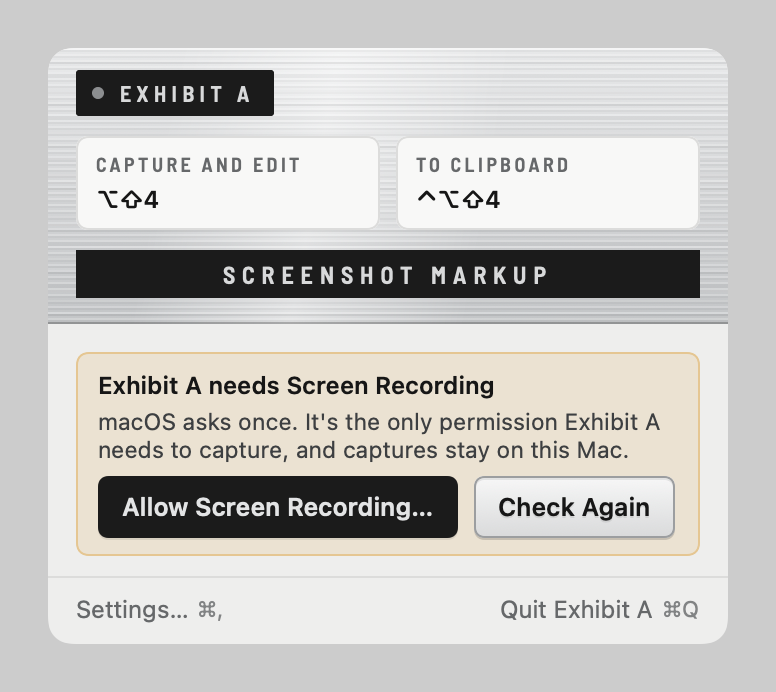 EXHIBIT A
CAPTURE AND EDIT
⌥⇧4
TO CLIPBOARD
^⌥⇧4
SCREENSHOT MARKUP
Exhibit A needs Screen Recording
macOS asks once. It's the only permission Exhibit A
needs to capture, and captures stay on this Mac.
Allow Screen Recording...
Check Again
Settings... ⌘,
Quit Exhibit A ⌘Q